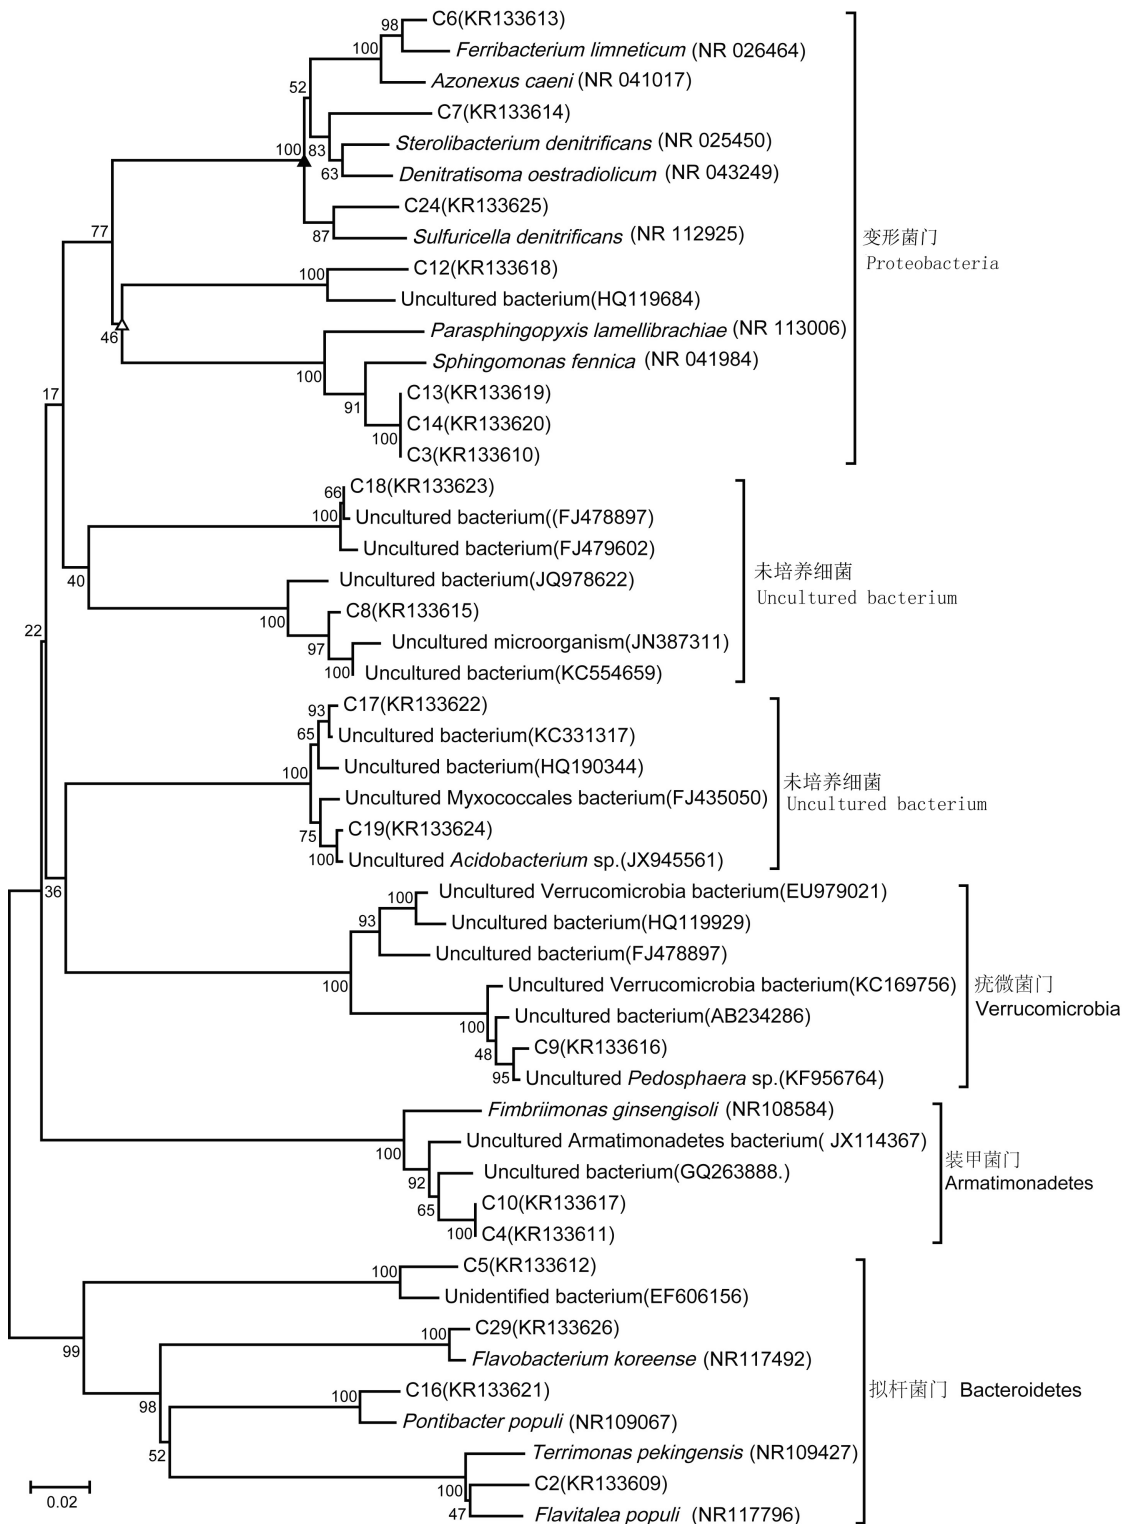 98
C6(KR133613)
100
Ferribacterium limneticum (NR 026464)
Azonexus caeni (NR 041017)
52
C7(KR133614)
100
83
Sterolibacterium denitrificans (NR 025450)
63
Denitratisoma oestradiolicum (NR 043249)
C24(KR133625)
87
Sulfuricella denitrificans (NR 112925)
77
100
C12(KR133618)
Uncultured bacterium(HQ119684)
46
Parasphingopyxis lamellibrachiae (NR 113006)
100
Sphingomonas fennica (NR 041984)
91
C13(KR133619)
C14(KR133620)
100
C3(KR133610)
变形菌门
Proteobacteria
17
66
C18(KR133623)
100
Uncultured bacterium((FJ478897)
Uncultured bacterium(FJ479602)
40
Uncultured bacterium(JQ978622)
100
C8(KR133615)
97
Uncultured microorganism(JN387311)
100
Uncultured bacterium(KC554659)
未培养细菌
Uncultured bacterium
22
93
C17(KR133622)
65
Uncultured bacterium(KC331317)
100
Uncultured bacterium(HQ190344)
Uncultured Myxococcales bacterium(FJ435050)
75
C19(KR133624)
100
Uncultured Acidobacterium sp.(JX945561)
未培养细菌
Uncultured bacterium
36
100
Uncultured Verrucomicrobia bacterium(EU979021)
93
Uncultured bacterium(HQ119929)
Uncultured bacterium(FJ478897)
100
Uncultured Verrucomicrobia bacterium(KC169756)
100
Uncultured bacterium(AB234286)
48
C9(KR133616)
95
Uncultured Pedosphaera sp.(KF956764)
疣微菌门
Verrucomicrobia
Fimbriimonas ginsengisoli (NR108584)
100
Uncultured Armatimonadetes bacterium( JX114367)
92
Uncultured bacterium(GQ263888.)
65
C10(KR133617)
100
C4(KR133611)
装甲菌门
Armatimonadetes
100
C5(KR133612)
Unidentified bacterium(EF606156)
99
100
C29(KR133626)
Flavobacterium koreense (NR117492)
98
100
C16(KR133621)
Pontibacter populi (NR109067)
52
Terrimonas pekingensis (NR109427)
100
C2(KR133609)
47
Flavitalea populi (NR117796)
拟杆菌门 Bacteroidetes
0.02